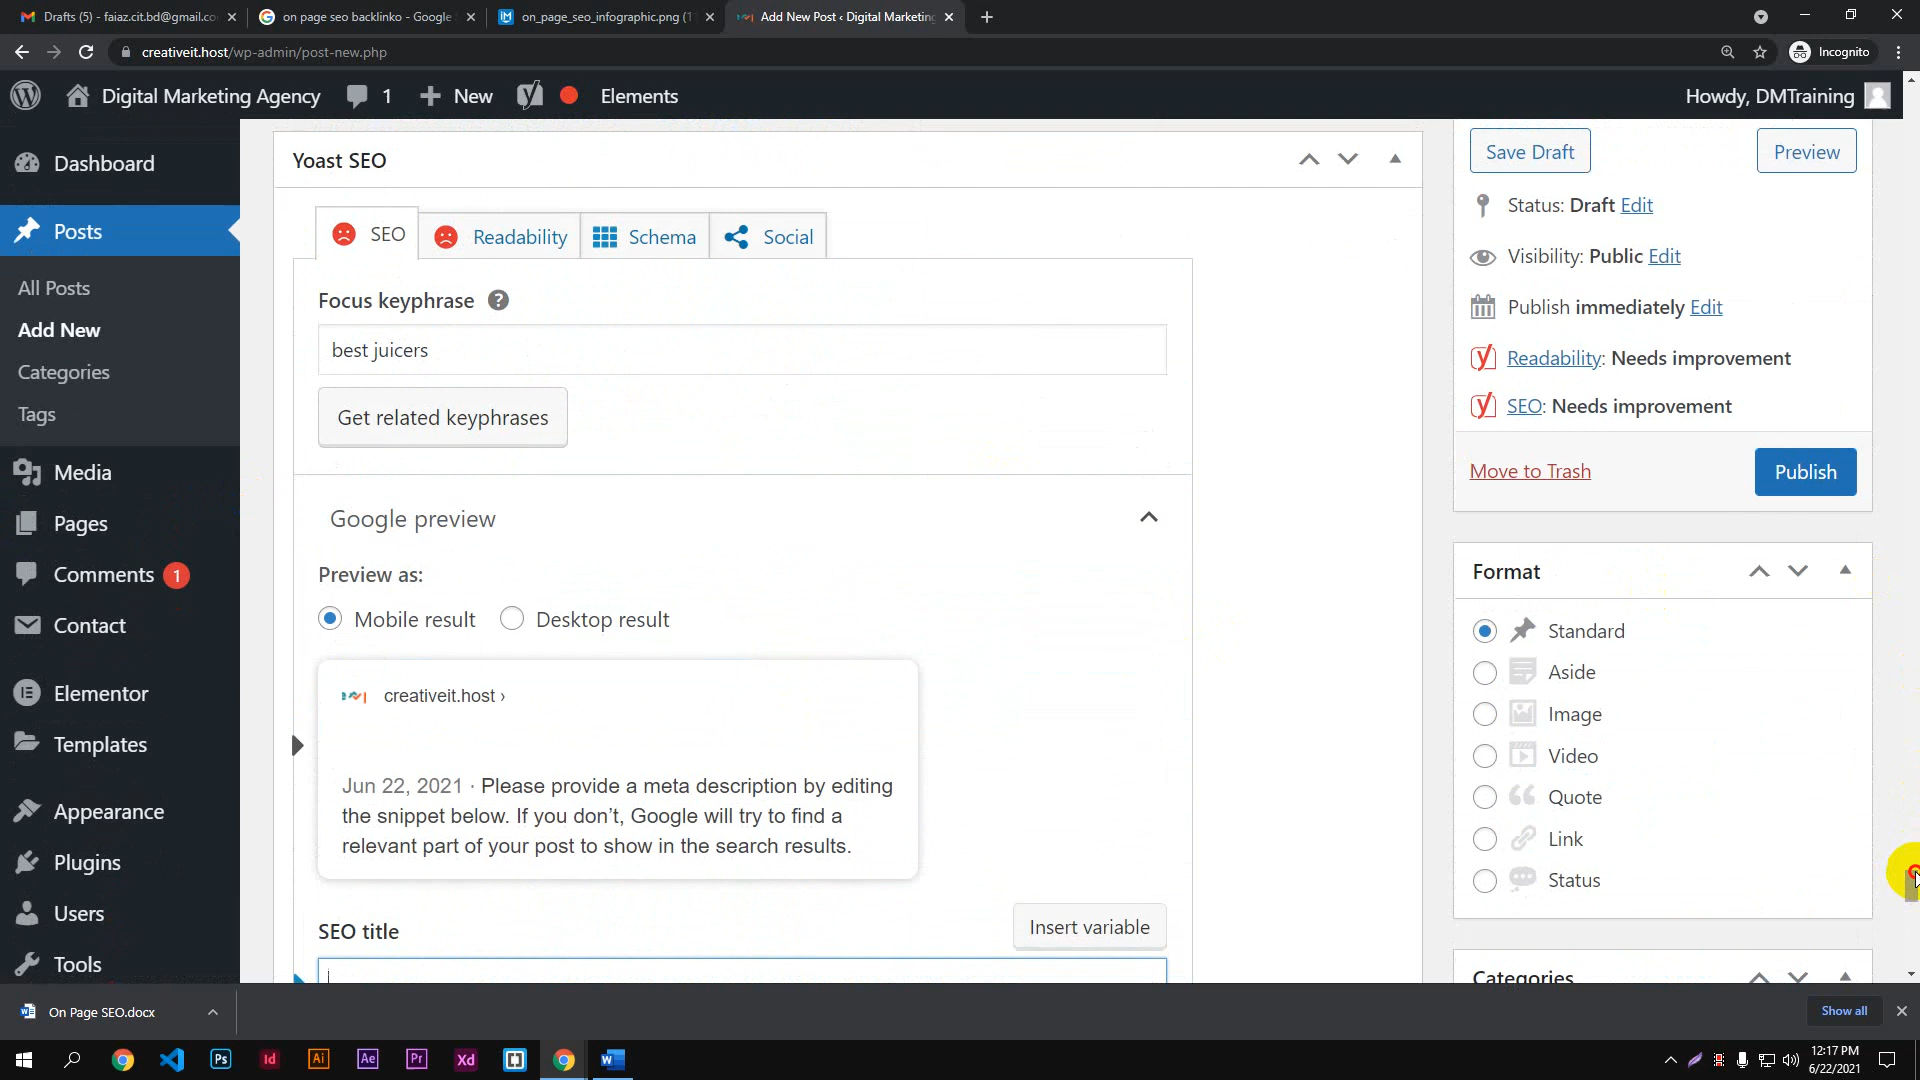 Drafts (5) - faiaz.cit.bd@gmail.co
on page seo backlinko - Google
on_page_seo_infographic.png (1
Add New Post ‹ Digital Marketing
creativeit.host/wp-admin/post-new.php
Incognito
Digital Marketing Agency
1
New
Elements
Howdy, DMTraining
Dashboard
Posts
All Posts
Add New
Categories
Tags
Media
Pages
Comments 1
Contact
Elementor
Templates
Appearance
Plugins
Users
Tools
Yoast SEO
SEO
Readability
Schema
Social
Focus keyphrase
best juicers
Get related keyphrases
Google preview
Preview as:
Mobile result
Desktop result
creativeit.host ›
Jun 22, 2021 · Please provide a meta description by editing
the snippet below. If you don’t, Google will try to find a
relevant part of your post to show in the search results.
SEO title
Insert variable
Save Draft
Preview
Status: Draft Edit
Visibility: Public Edit
Publish immediately Edit
Readability: Needs improvement
SEO: Needs improvement
Move to Trash
Publish
Format
Standard
Aside
Image
Video
Quote
Link
Status
Categories
On Page SEO.docx
Show all
Ps
Id
Ai
Ae
Pr
Xd
12:17 PM
6/22/2021